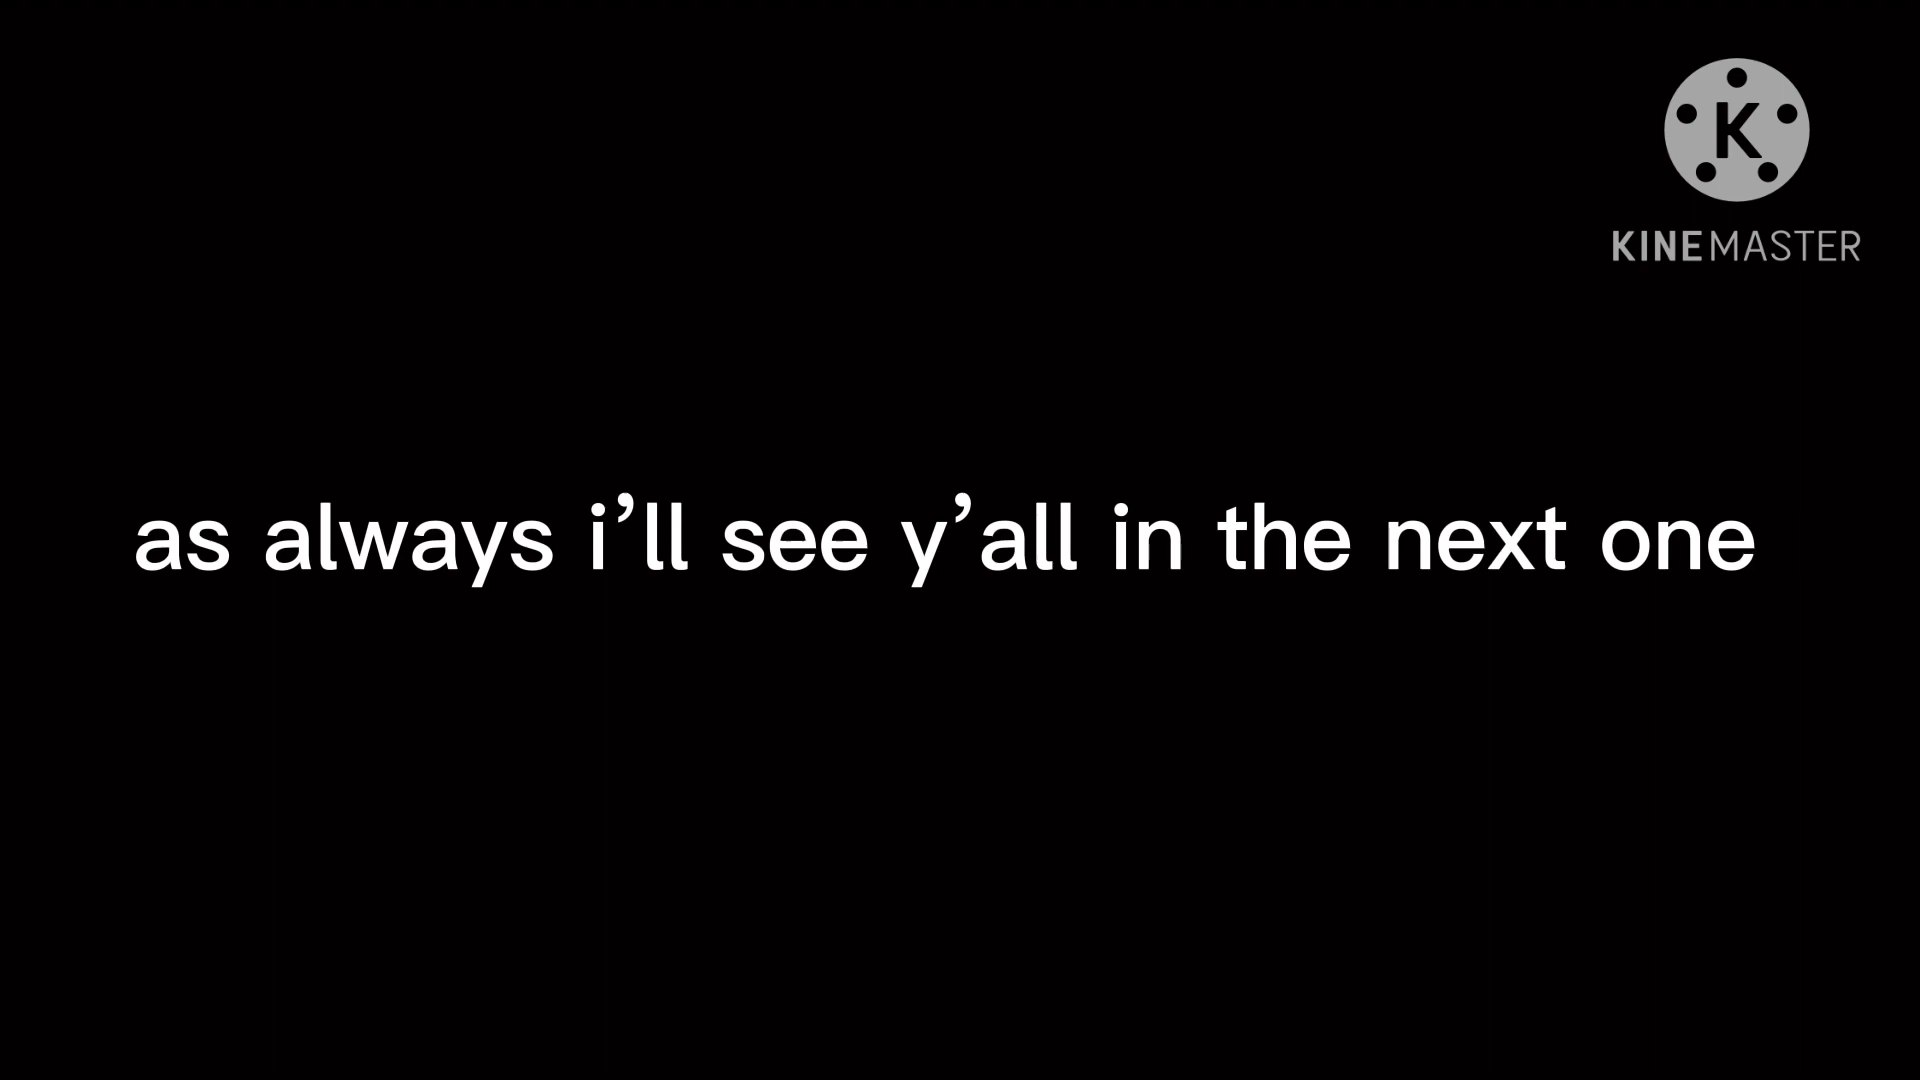 K
KINEMASTER
as always i’ll see y’all in the next one